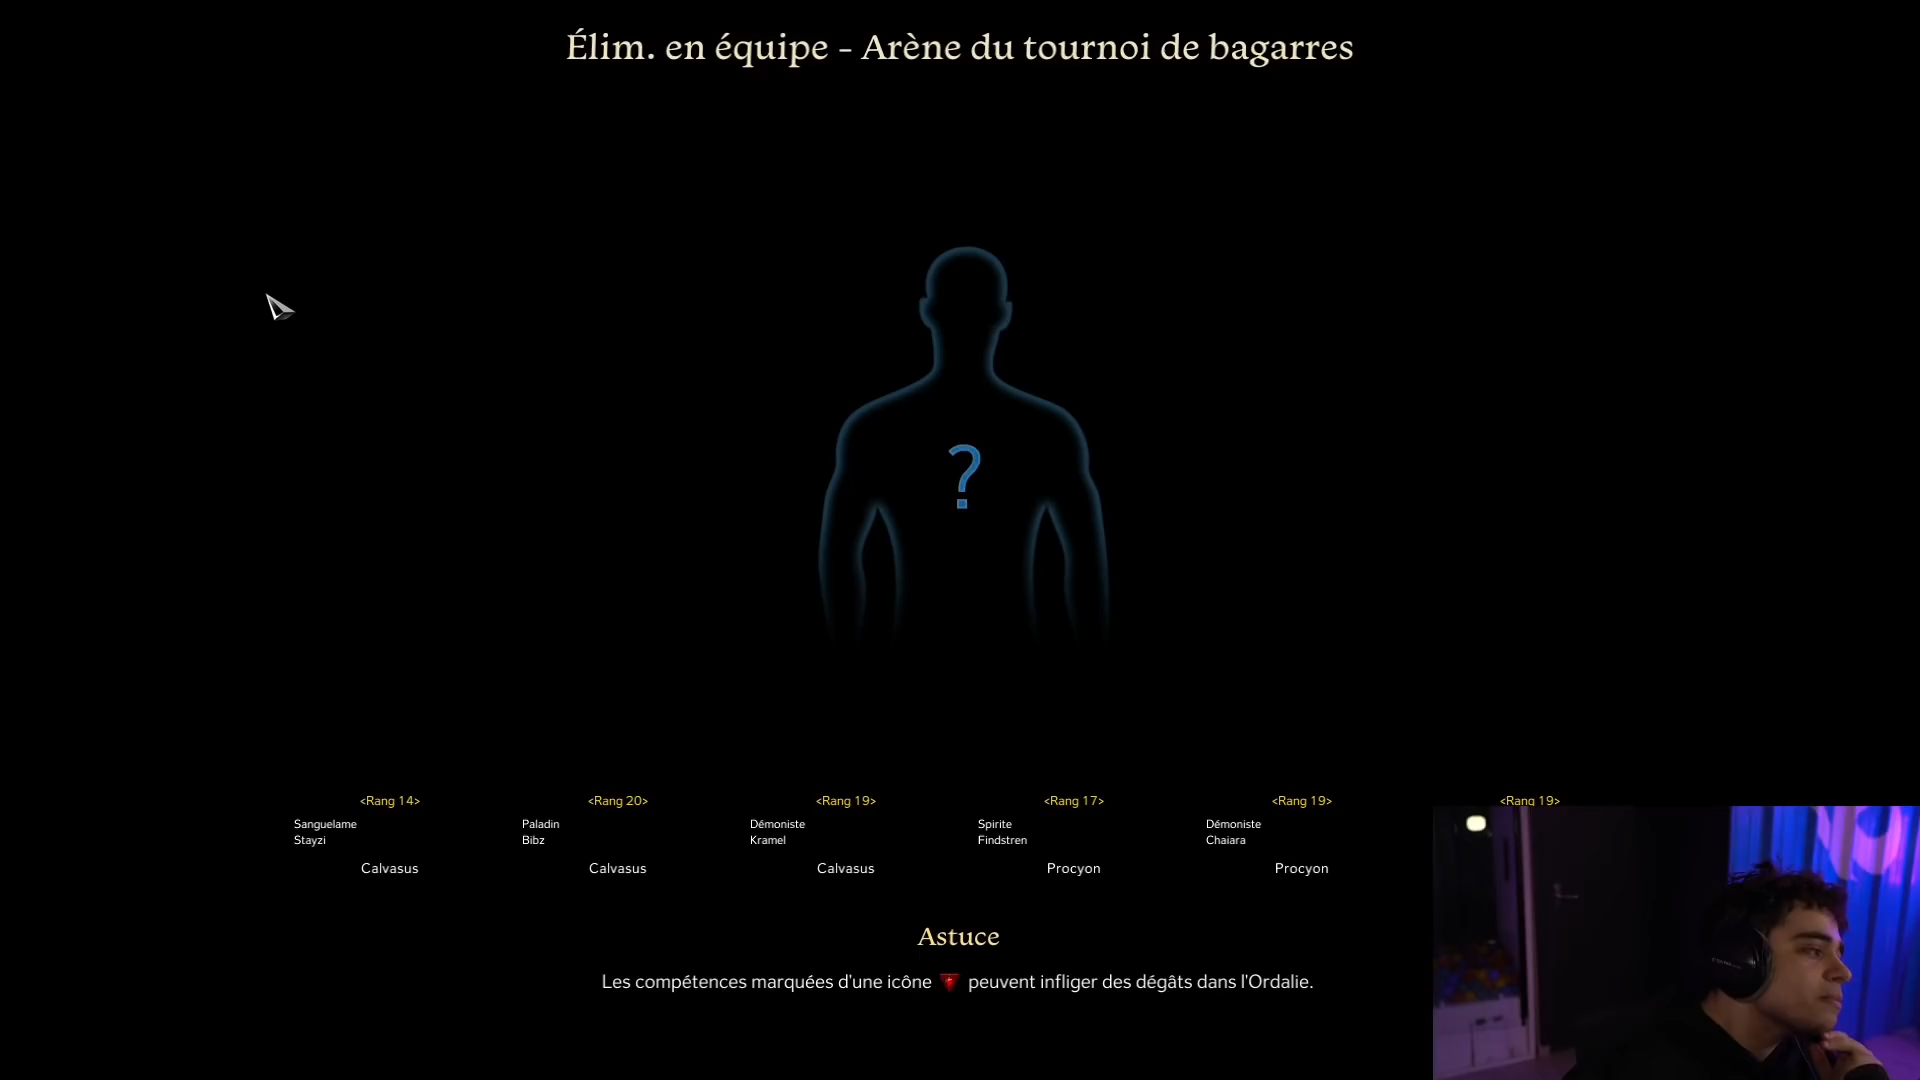 Élim. en équipe - Arène du tournoi de bagarres
?
<Rang 14> <Rang 20> <Rang 19> <Rang 17> <Rang 19> <Rang 19>
Sanguelame Paladin Démoniste Spirite Démoniste
Stayzi Bibz Kramel Findstren Chaiara
Calvasus Calvasus Calvasus Procyon Procyon
Astuce
Les compétences marquées d'une icône peuvent infliger des dégâts dans l'Ordalie.